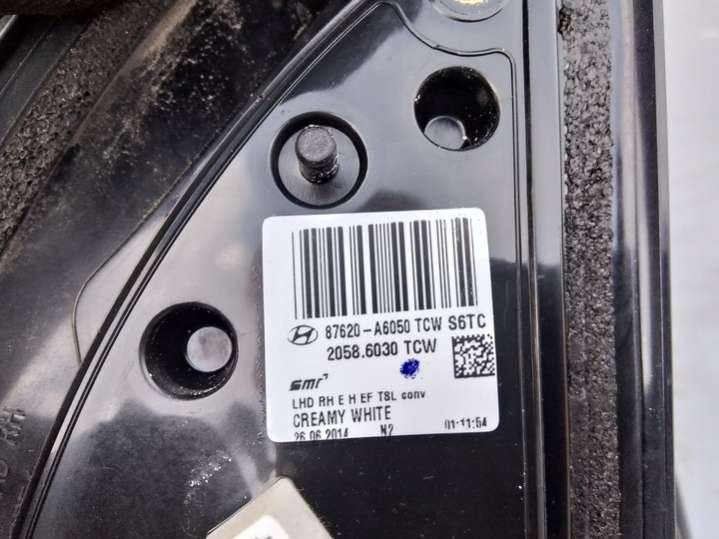 87620-A6050 TCW S6TC
2058.6030 TCW
smr
LHD RH E H EF TSL conv
CREAMY WHITE
26.06.2014 N2 01:11:54